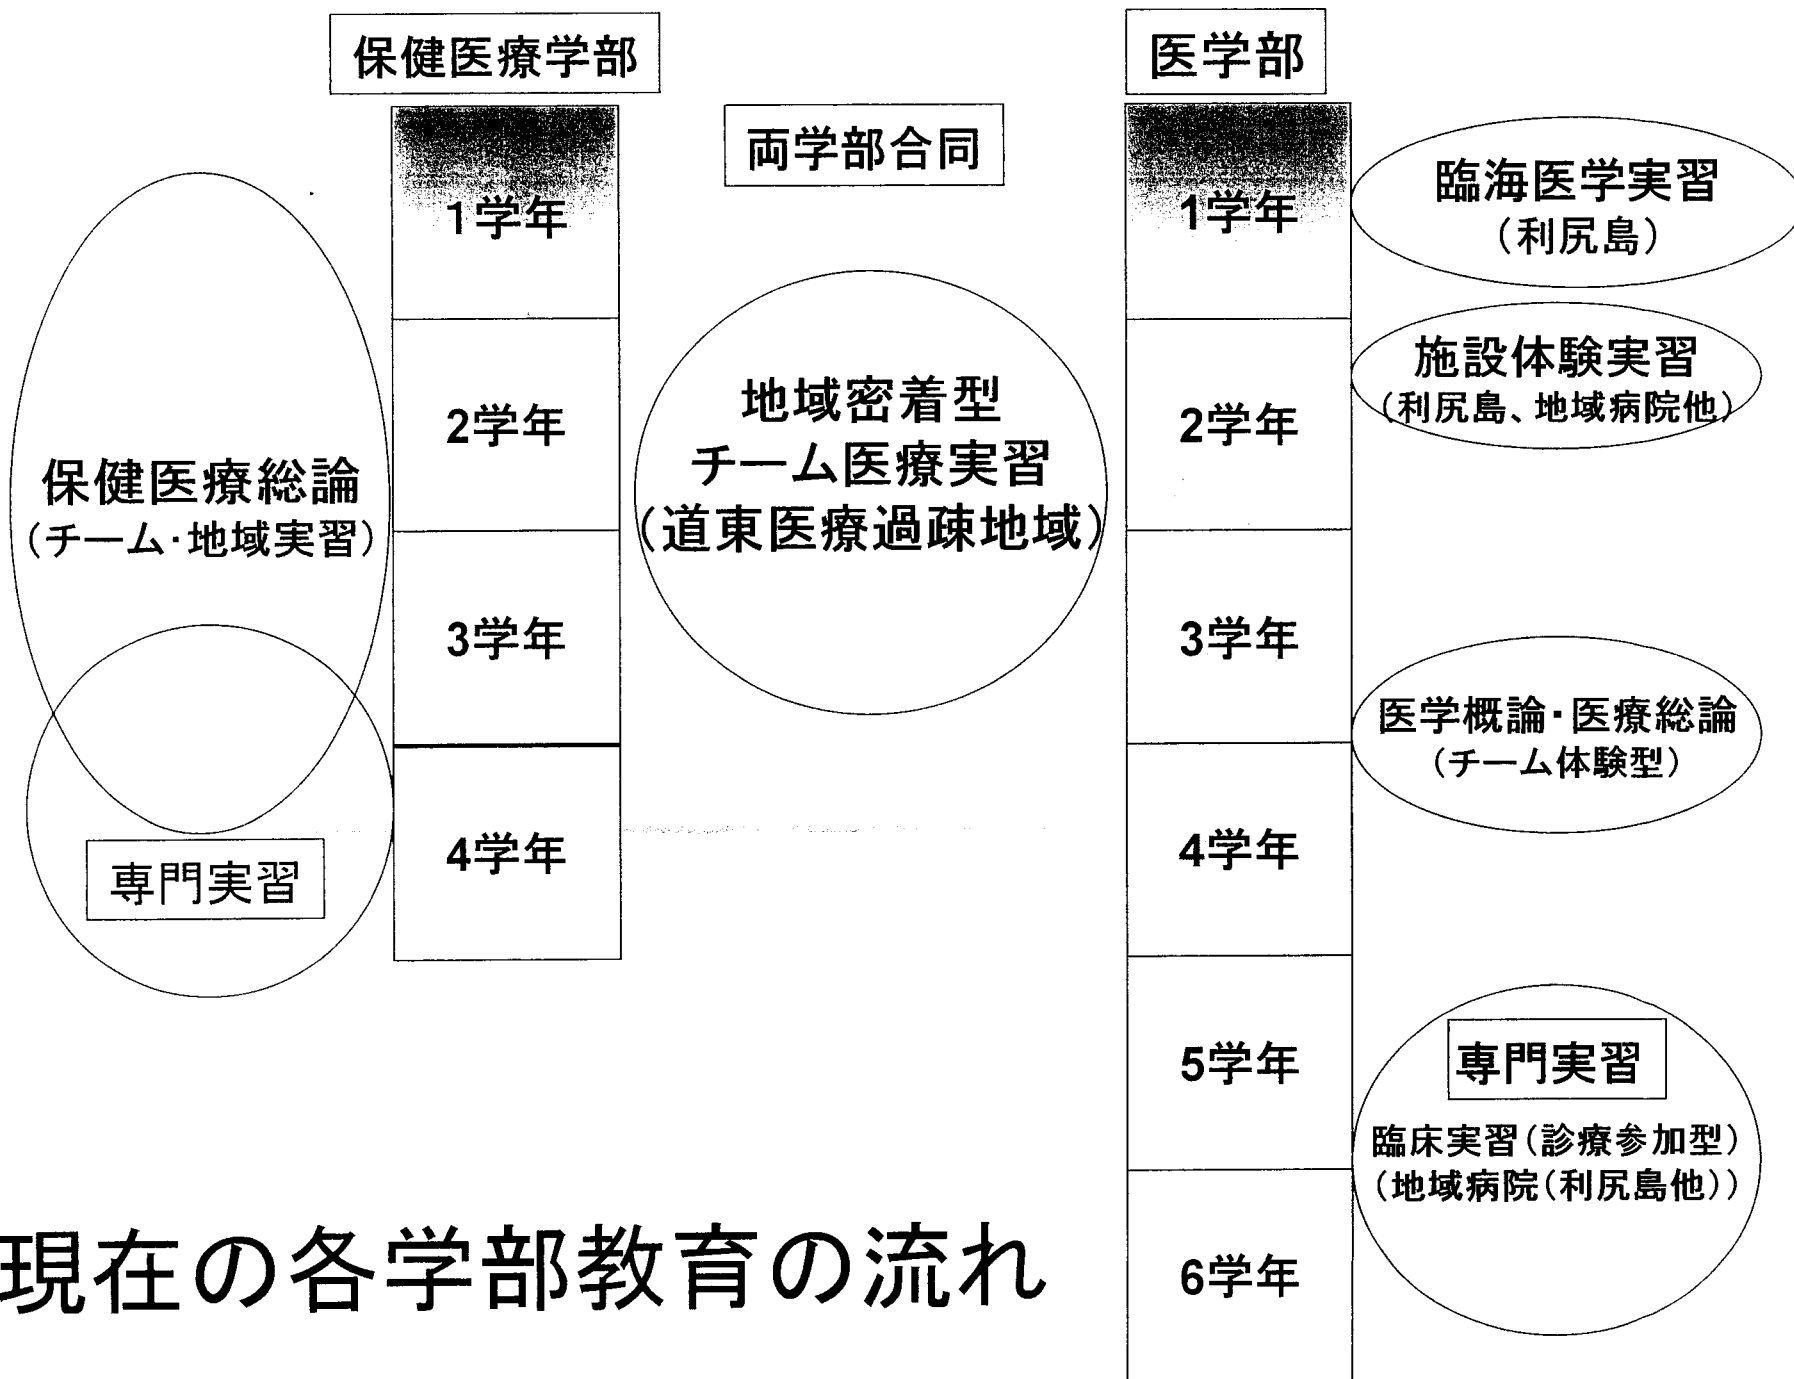 保健医療学部
1学年
2学年
3学年
4学年
保健医療総論
(チーム・地域実習)
専門実習
両学部合同
地域密着型
チーム医療実習
(道東医療過疎地域)
医学部
1学年
2学年
3学年
4学年
5学年
6学年
臨海医学実習
(利尻島)
施設体験実習
(利尻島、地域病院他)
医学概論・医療総論
(チーム体験型)
専門実習
臨床実習(診療参加型)
(地域病院(利尻島他))
現在の各学部教育の流れ